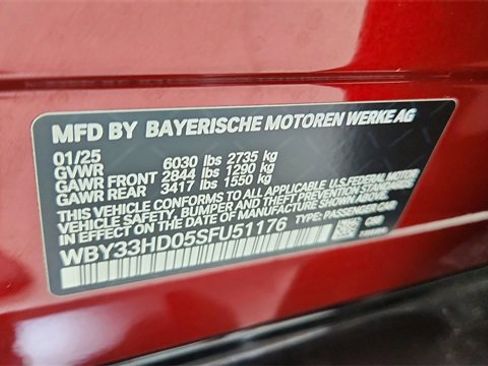 MFD BY BAYERISCHE MOTOREN WERKE AG
01/25
GVWR 6030 lbs 2735 kg
GAWR FRONT 2844 lbs 1290 kg
GAWR REAR 3417 lbs 1550 kg
THIS VEHICLE CONFORMS TO ALL APPLICABLE U.S. FEDERAL MOTOR
VEHICLE SAFETY, BUMPER, AND THEFT PREVENTION STANDARDS IN
EFFECT ON THE DATE OF MANUFACTURE SHOWN ABOVE.
WBY33HD05SFU51176 TYPE: PASSENGER CAR